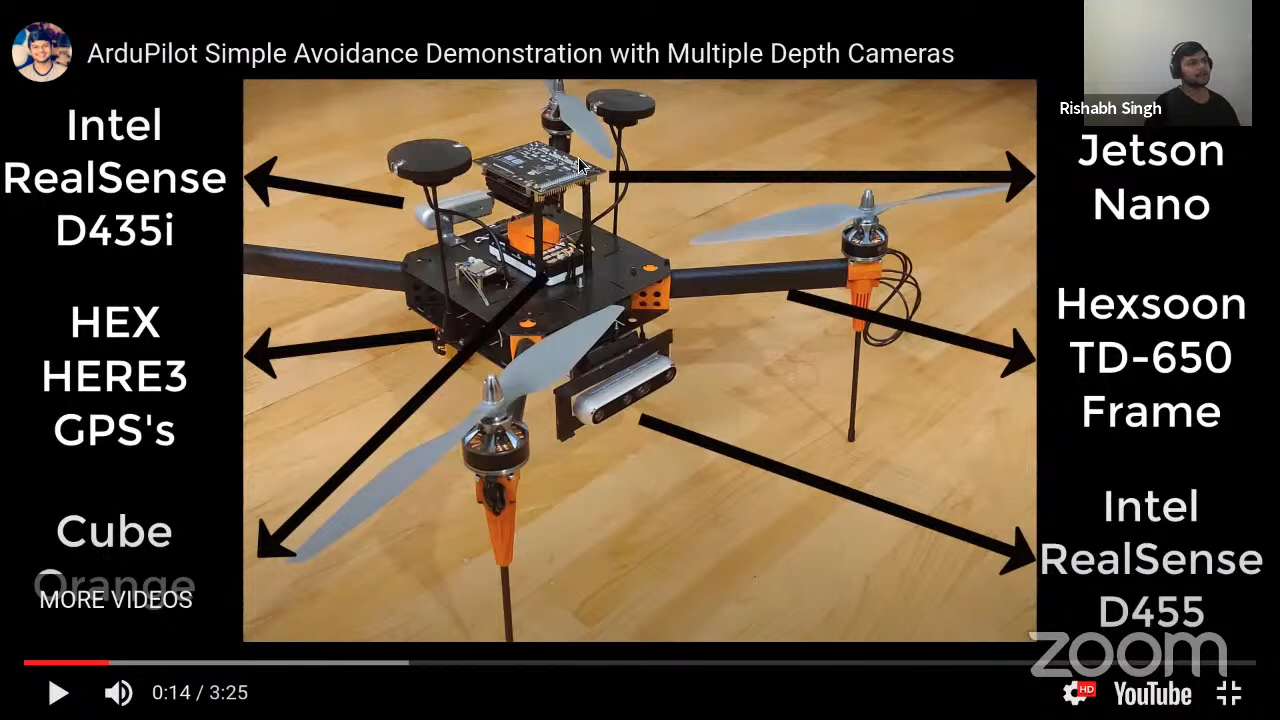 ArduPilot Simple Avoidance Demonstration with Multiple Depth Cameras
Rishabh Singh
Intel
RealSense
D435i
HEX
HERE3
GPS's
Cube
Orange
MORE VIDEOS
Jetson
Nano
Hexsoon
TD-650
Frame
Intel
RealSense
D455
zoom
0:14 / 3:25
HD
YouTube